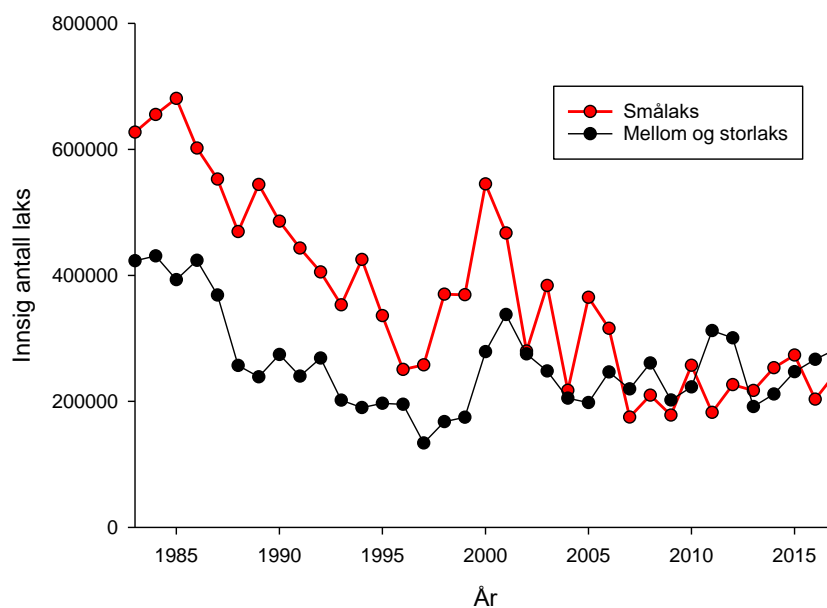 800000
600000
400000
200000
0
Innsig antall laks
Smålaks
Mellom og storlaks
1985 1990 1995 2000 2005 2010 2015
År